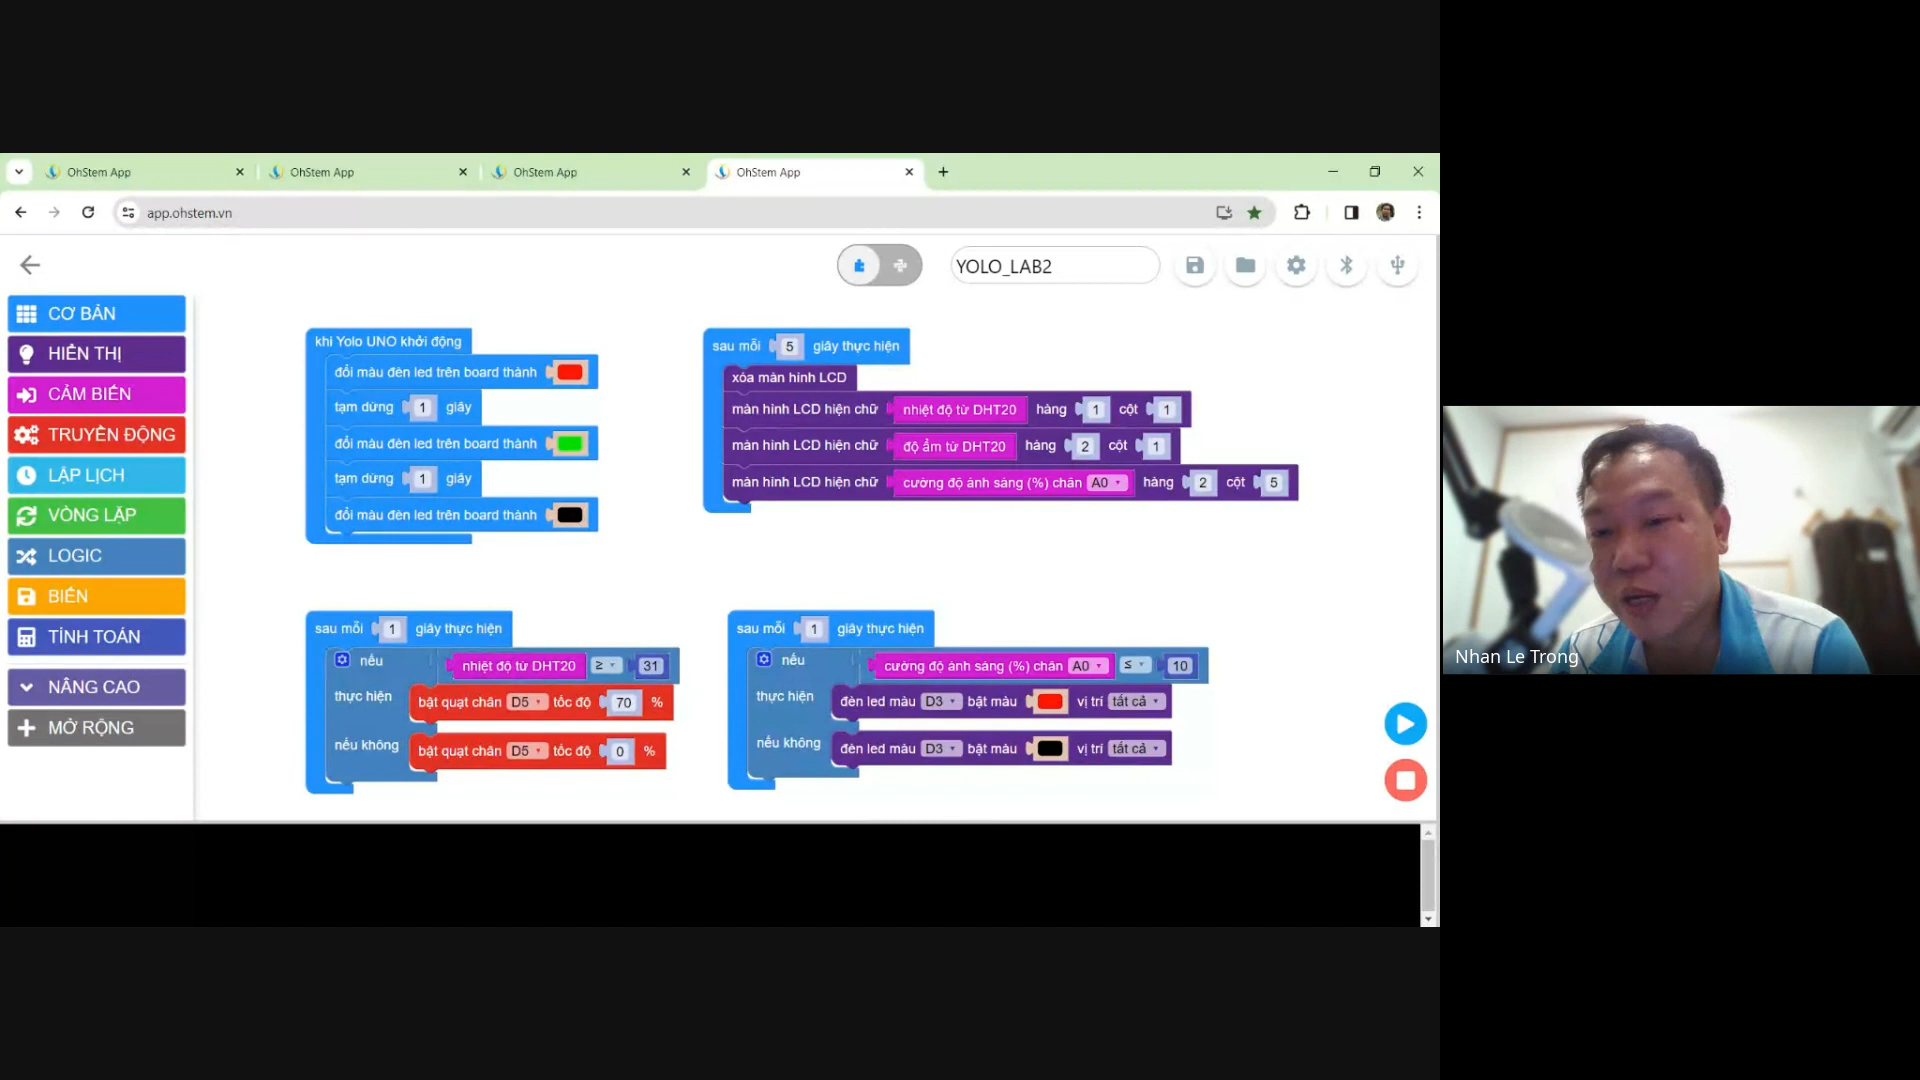 OhStem App
OhStem App
OhStem App
OhStem App
app.ohstem.vn
YOLO_LAB2
CƠ BẢN
HIỂN THỊ
CẢM BIẾN
TRUYỀN ĐỘNG
LẬP LỊCH
VÒNG LẶP
LOGIC
BIẾN
TÍNH TOÁN
NÂNG CAO
MỞ RỘNG
khi Yolo UNO khởi động
đổi màu đèn led trên board thành
tạm dừng 1 giây
đổi màu đèn led trên board thành
tạm dừng 1 giây
đổi màu đèn led trên board thành
sau mỗi 5 giây thực hiện
xóa màn hình LCD
màn hình LCD hiện chữ nhiệt độ từ DHT20 hàng 1 cột 1
màn hình LCD hiện chữ độ ẩm từ DHT20 hàng 2 cột 1
màn hình LCD hiện chữ cường độ ánh sáng (%) chân A0 hàng 2 cột 5
sau mỗi 1 giây thực hiện
nếu nhiệt độ từ DHT20 ≥ 31
thực hiện bật quạt chân D5 tốc độ 70 %
nếu không bật quạt chân D5 tốc độ 0 %
sau mỗi 1 giây thực hiện
nếu cường độ ánh sáng (%) chân A0 ≤ 10
thực hiện đèn led màu D3 bật màu vị trí tất cả
nếu không đèn led màu D3 bật màu vị trí tất cả
Nhan Le Trong